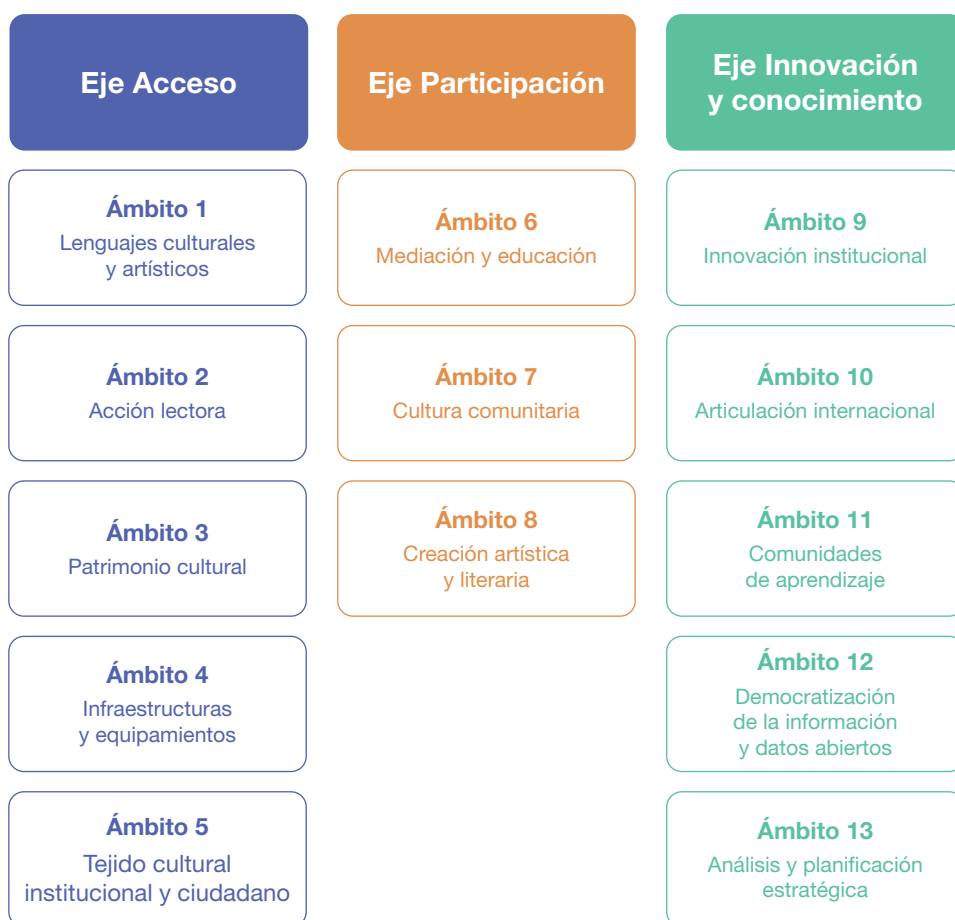 Eje Acceso
Ámbito 1
Lenguajes culturales
y artísticos
Ámbito 2
Acción lectora
Ámbito 3
Patrimonio cultural
Ámbito 4
Infraestructuras
y equipamientos
Ámbito 5
Tejido cultural
institucional y ciudadano
Eje Participación
Ámbito 6
Mediación y educación
Ámbito 7
Cultura comunitaria
Ámbito 8
Creación artística
y literaria
Eje Innovación
y conocimiento
Ámbito 9
Innovación institucional
Ámbito 10
Articulación internacional
Ámbito 11
Comunidades
de aprendizaje
Ámbito 12
Democratización
de la información
y datos abiertos
Ámbito 13
Análisis y planificación
estratégica